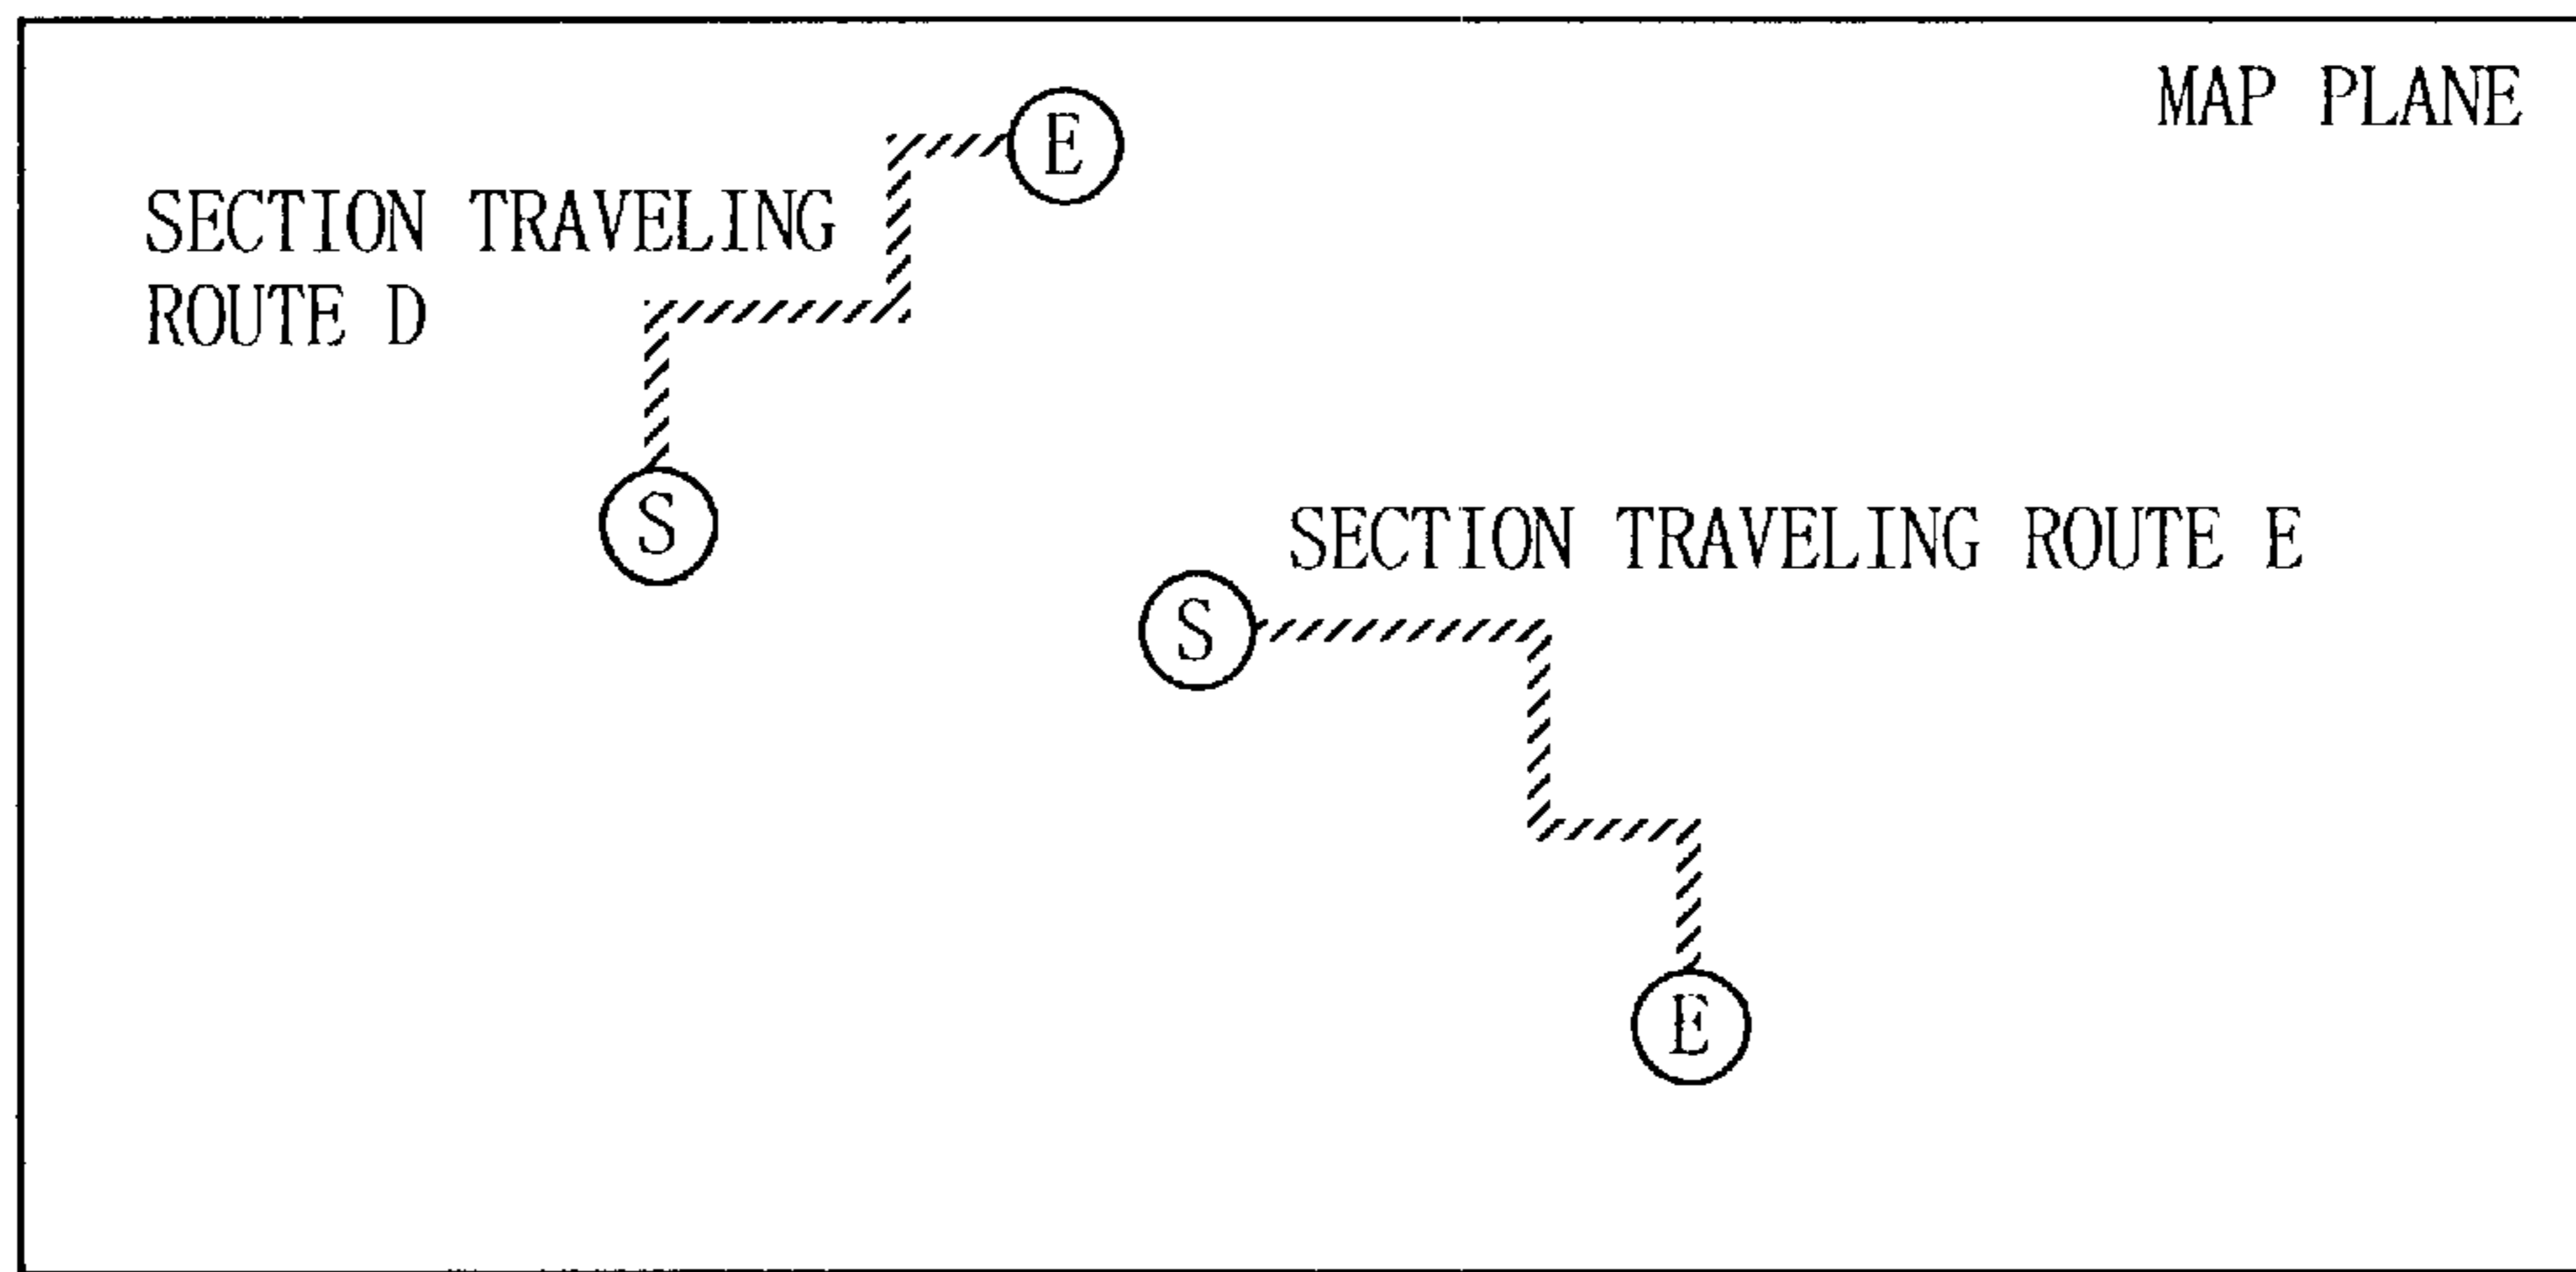 MAP PLANE
E
SECTION TRAVELING
ROUTE D
S
SECTION TRAVELING ROUTE E
S
E